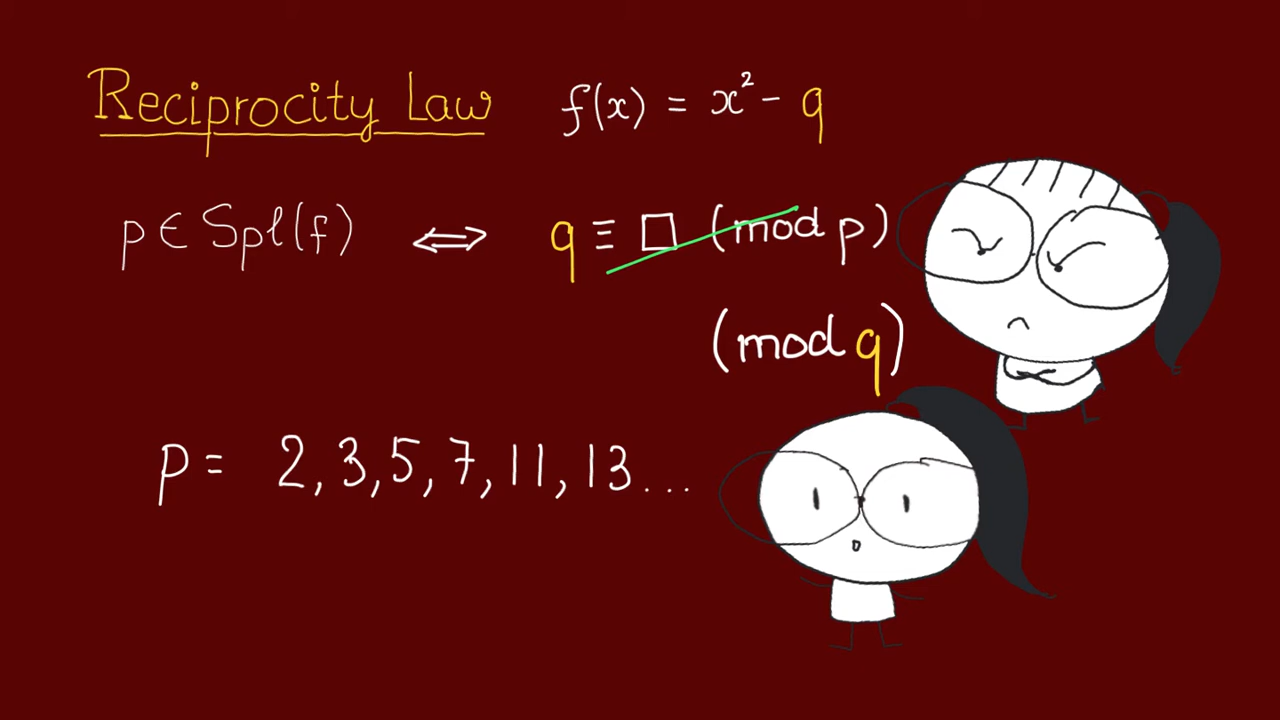 Reciprocity Law f(x) = x² - q
p ∈ Spl(f) ⇔ q ≡ □ (mod p)
(mod q)
p = 2, 3, 5, 7, 11, 13 ...